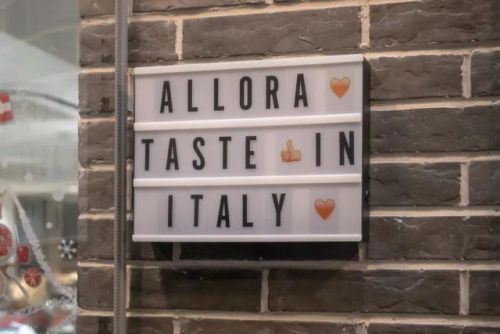 ALLORA 🧡
TASTE 👍 IN
ITALY 🧡